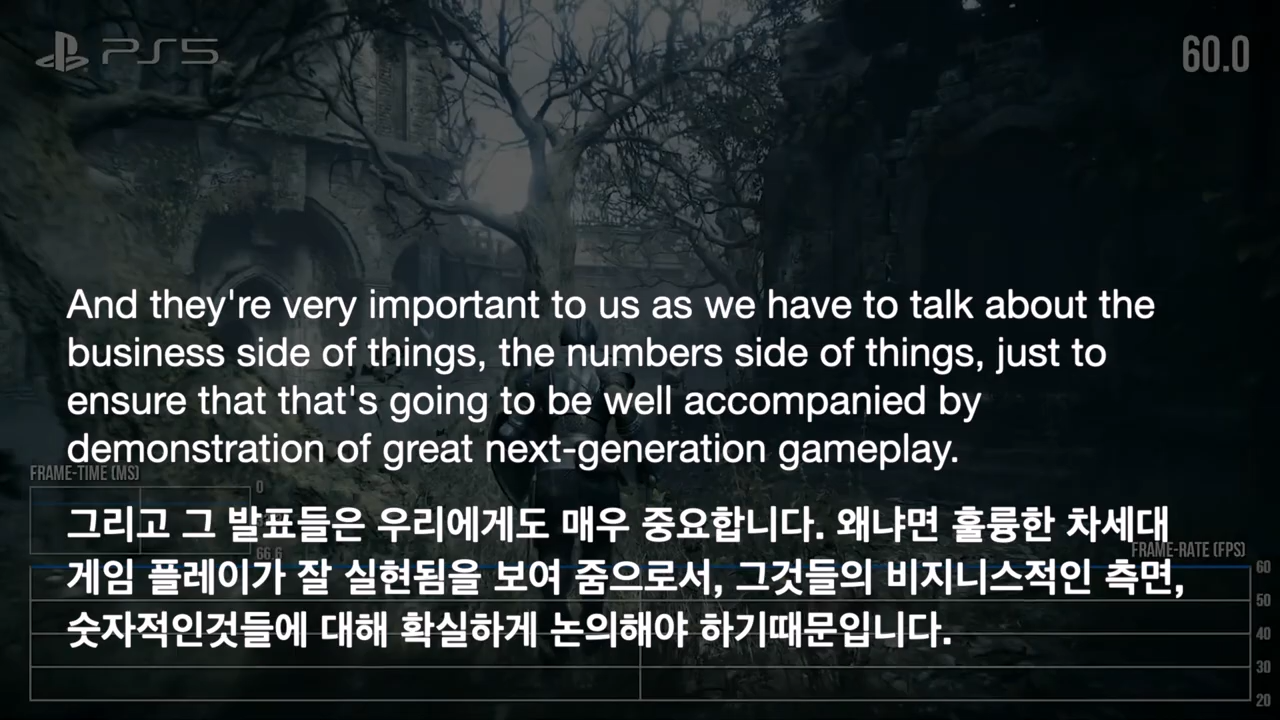 PS5
60.0
And they're very important to us as we have to talk about the
business side of things, the numbers side of things, just to
ensure that that's going to be well accompanied by
demonstration of great next-generation gameplay.
FRAME-TIME (MS)
0
그리고 그 발표들은 우리에게도 매우 중요합니다. 왜냐면 훌륭한 차세대
66.6
FRAME-RATE (FPS)
60
게임 플레이가 잘 실현됨을 보여 줌으로서, 그것들의 비지니스적인 측면,
50
숫자적인것들에 대해 확실하게 논의해야 하기때문입니다.
40
30
20